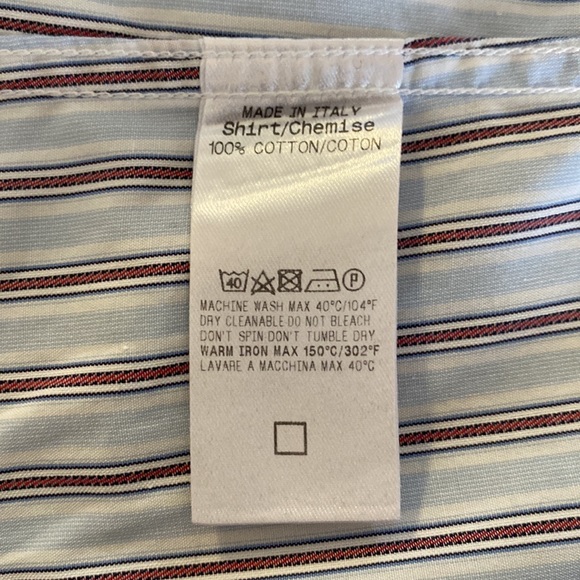 MADE IN ITALY
Shirt/Chemise
100% COTTON/COTON
40 P
MACHINE WASH MAX 40°C/104°F
DRY CLEANABLE DO NOT BLEACH
DON'T SPIN DON'T TUMBLE DRY
WARM IRON MAX 150°C/302°F
LAVARE A MACCHINA MAX 40°C